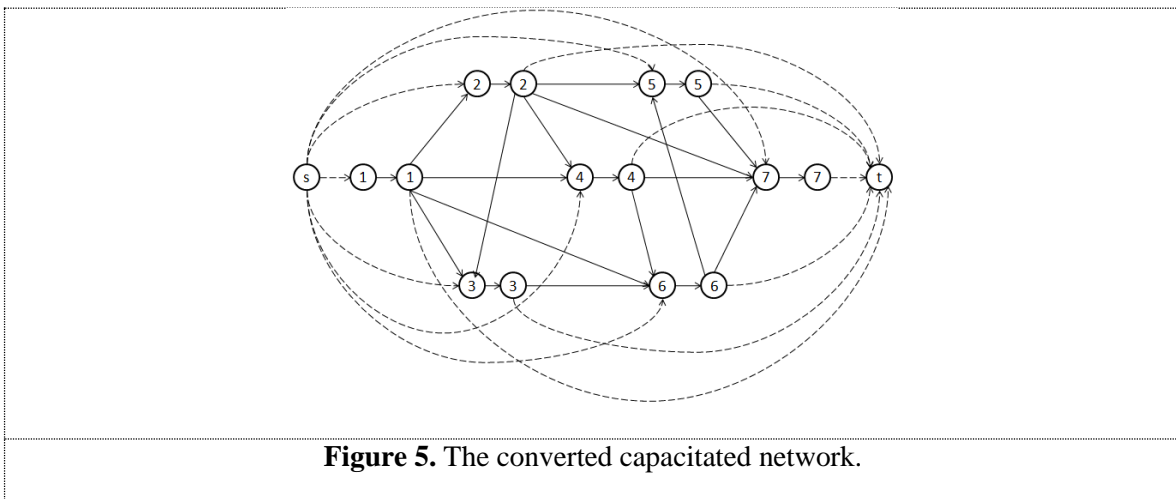 2 2 5 5
s 1 1 4 4 7 7 t
3 3 6 6
Figure 5. The converted capacitated network.